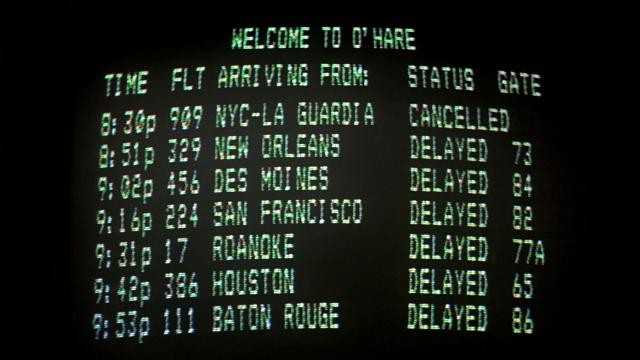 WELCOME TO O'HARE
TIME FLT ARRIVING FROM: STATUS GATE
8:30p 909 NYC-LA GUARDIA CANCELLED
8:51p 329 NEW ORLEANS DELAYED 73
9:02p 456 DES MOINES DELAYED 84
9:16p 224 SAN FRANCISCO DELAYED 82
9:31p 17 ROANOKE DELAYED 77A
9:42p 386 HOUSTON DELAYED 65
9:53p 111 BATON ROUGE DELAYED 86